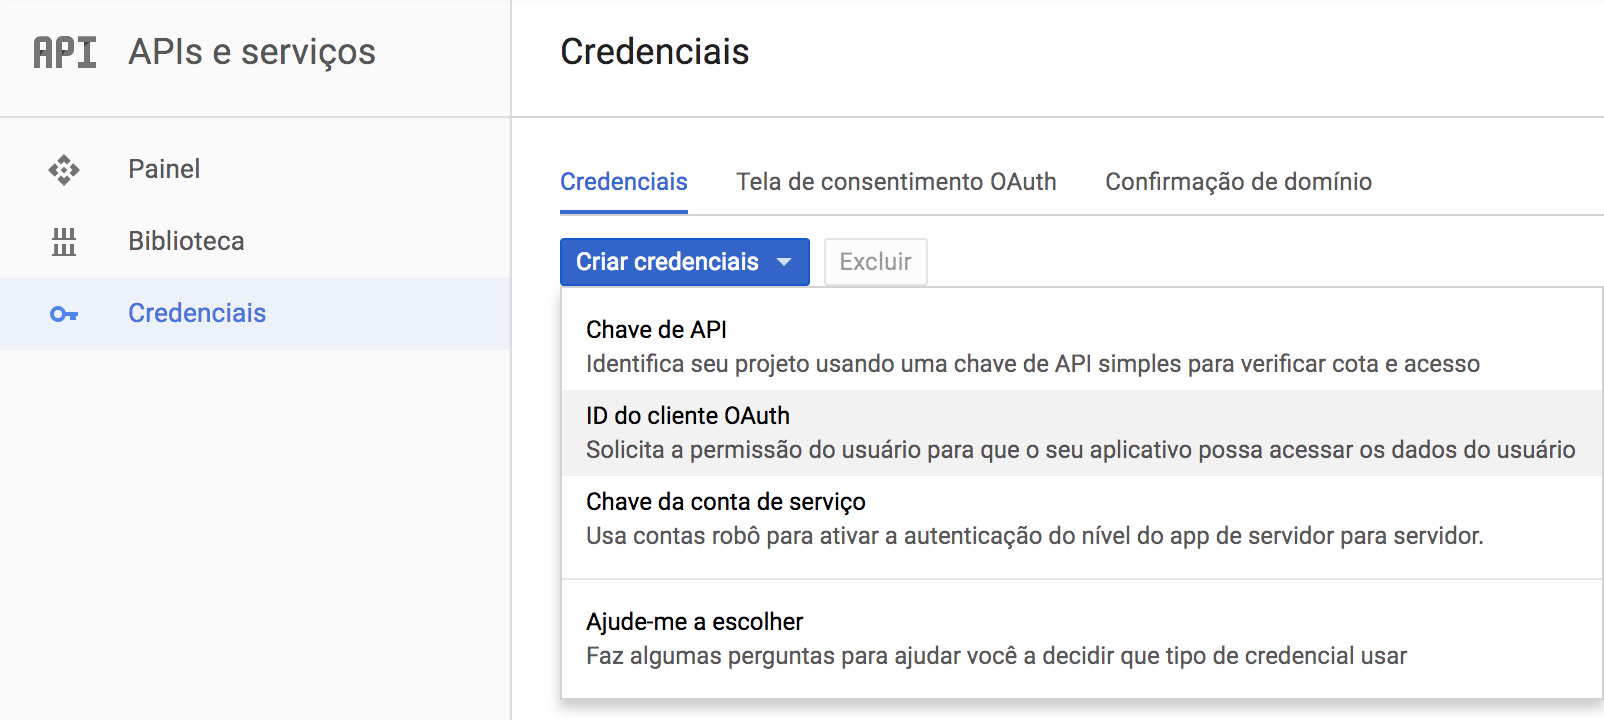 API APIs e serviços
Credenciais
Painel
Biblioteca
Credenciais
Credenciais Tela de consentimento OAuth Confirmação de domínio
Criar credenciais Excluir
Chave de API
Identifica seu projeto usando uma chave de API simples para verificar cota e acesso
ID do cliente OAuth
Solicita a permissão do usuário para que o seu aplicativo possa acessar os dados do usuário
Chave da conta de serviço
Usa contas robô para ativar a autenticação do nível do app de servidor para servidor.
Ajude-me a escolher
Faz algumas perguntas para ajudar você a decidir que tipo de credencial usar